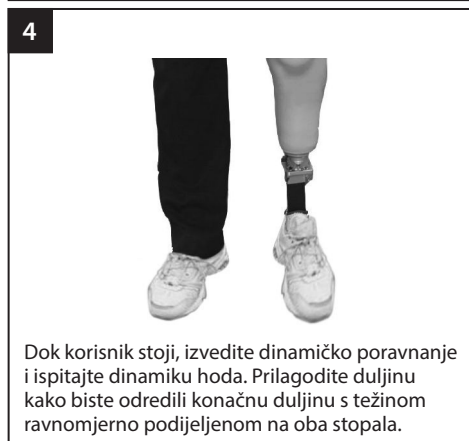 4
Dok korisnik stoji, izvedite dinamičko poravnanje
i ispitajte dinamiku hoda. Prilagodite duljinu
kako biste odredili konačnu duljinu s težinom
ravnomjerno podijeljenom na oba stopala.